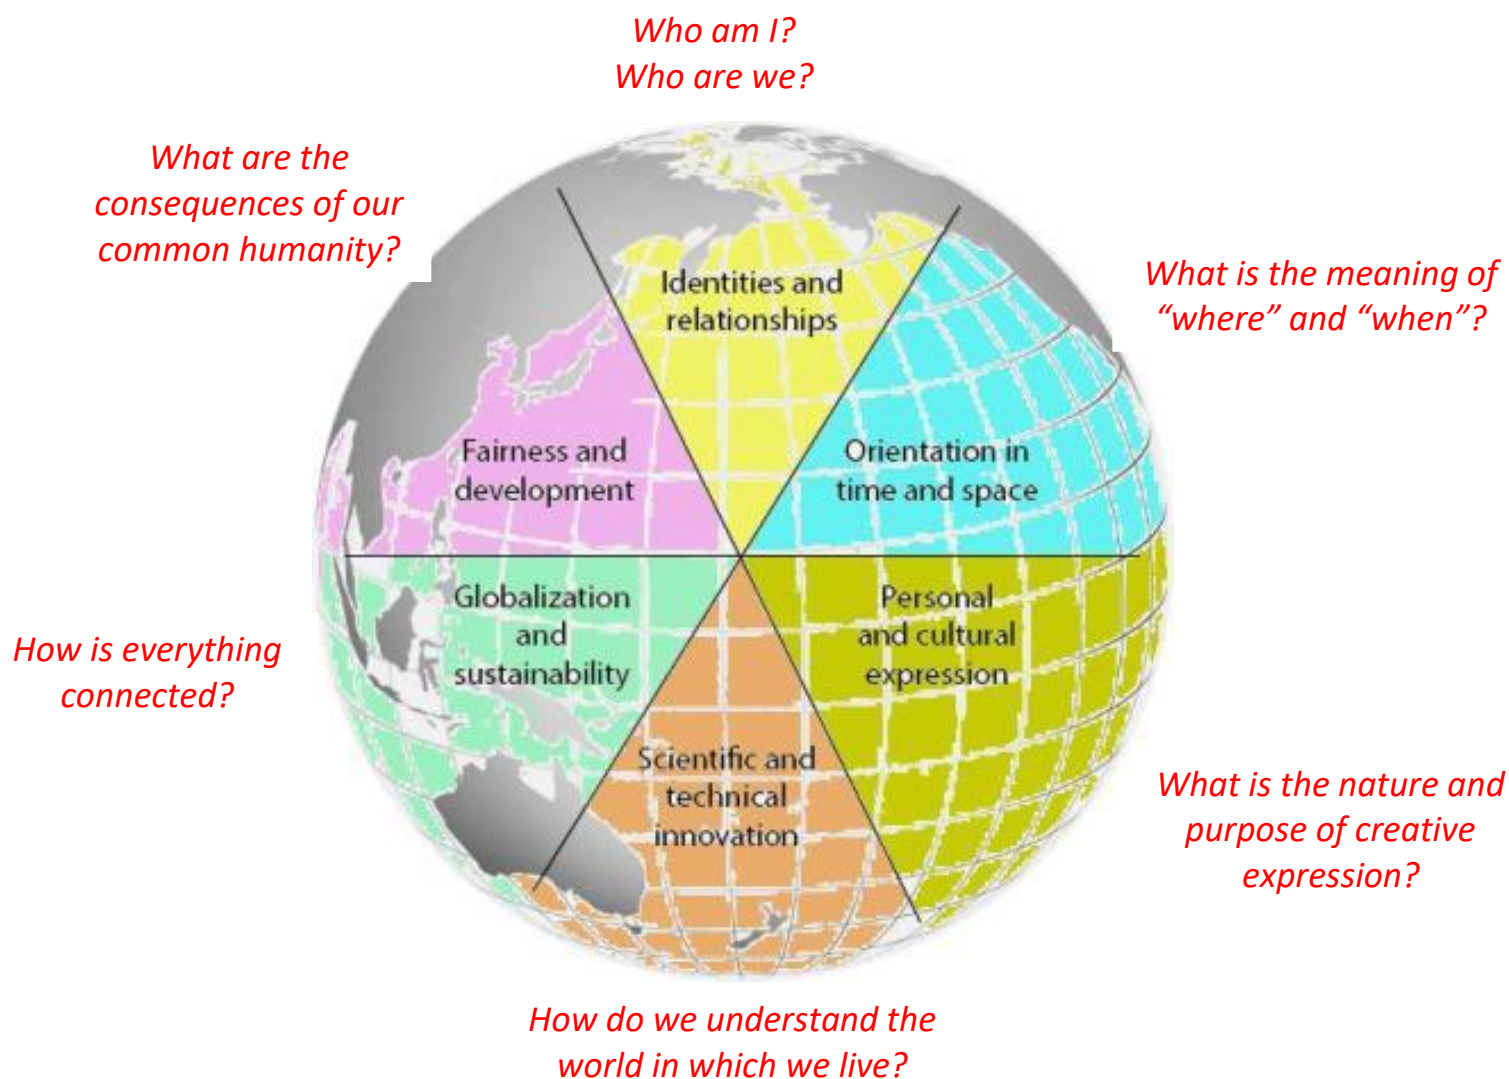 Who am I?
Who are we?
What are the
consequences of our
common humanity?
What is the meaning of
“where” and “when”?
Identities and
relationships
Fairness and
development
Orientation in
time and space
Globalization
and
sustainability
Personal
and cultural
expression
How is everything
connected?
Scientific and
technical
innovation
What is the nature and
purpose of creative
expression?
How do we understand the
world in which we live?